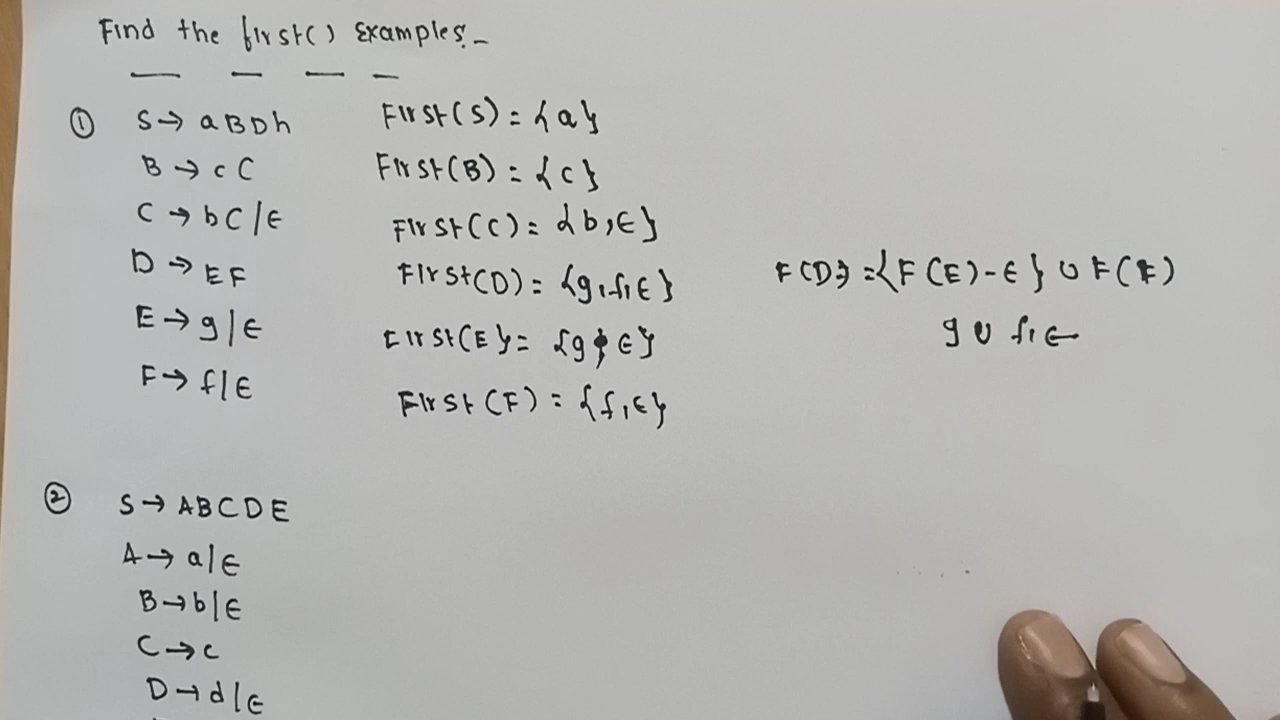 Find the first() Examples.
① S→ aBDh First(S) = {a}
B → cC First(B) = {c}
C → bC/ϵ First(C) = {b,ϵ}
D → EF First(D) = {g,f,ϵ} F(D) = {F(E)-ϵ} ∪ F(F)
E → g/ϵ First(E} = {g, ϵ} g ∪ f,ϵ
F → f/ϵ First(F) = {f,ϵ}
② S → ABCDE
A → a/ϵ
B → b/ϵ
C → c
D → d/ϵ